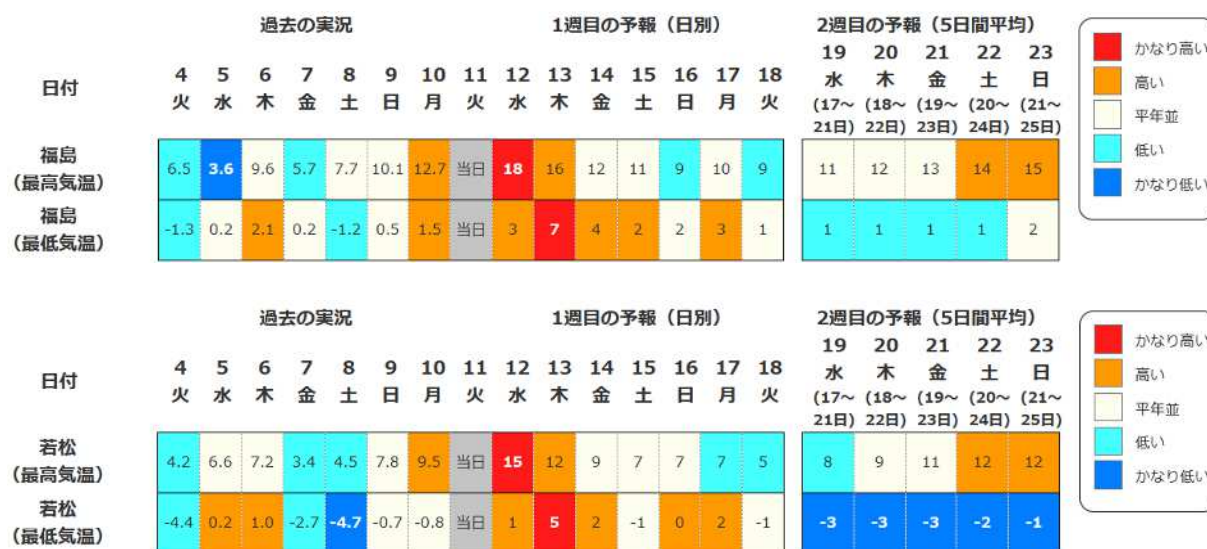 過去の実況 1週目の予報（日別） 2週目の予報（5日間平均）
日付 4 5 6 7 8 9 10 11 12 13 14 15 16 17 18 19 20 21 22 23
火 水 木 金 土 日 月 火 水 木 金 土 日 月 火 水 木 金 土 日
(17～ (18～ (19～ (20～ (21～
21日) 22日) 23日) 24日) 25日)
福島
（最高気温） 6.5 3.6 9.6 5.7 7.7 10.1 12.7 当日 18 16 12 11 9 10 9 11 12 13 14 15
福島
（最低気温） -1.3 0.2 2.1 0.2 -1.2 0.5 1.5 当日 3 7 4 2 2 3 1 1 1 1 1 2
かなり高い
高い
平年並
低い
かなり低い
過去の実況 1週目の予報（日別） 2週目の予報（5日間平均）
日付 4 5 6 7 8 9 10 11 12 13 14 15 16 17 18 19 20 21 22 23
火 水 木 金 土 日 月 火 水 木 金 土 日 月 火 水 木 金 土 日
(17～ (18～ (19～ (20～ (21～
21日) 22日) 23日) 24日) 25日)
若松
（最高気温） 4.2 6.6 7.2 3.4 4.5 7.8 9.5 当日 15 12 9 7 7 7 5 8 9 11 12 12
若松
（最低気温） -4.4 0.2 1.0 -2.7 -4.7 -0.7 -0.8 当日 1 5 2 -1 0 2 -1 -3 -3 -3 -2 -1
かなり高い
高い
平年並
低い
かなり低い